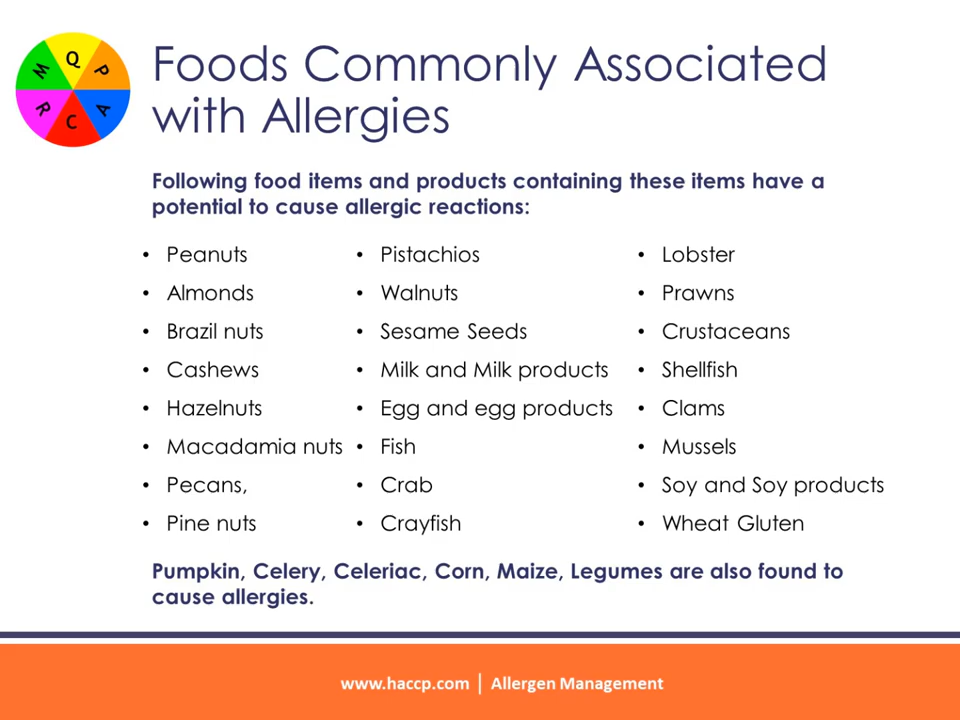 Q
P
A
C
R
M
Foods Commonly Associated
with Allergies
Following food items and products containing these items have a
potential to cause allergic reactions:
• Peanuts
• Almonds
• Brazil nuts
• Cashews
• Hazelnuts
• Macadamia nuts
• Pecans,
• Pine nuts
• Pistachios
• Walnuts
• Sesame Seeds
• Milk and Milk products
• Egg and egg products
• Fish
• Crab
• Crayfish
• Lobster
• Prawns
• Crustaceans
• Shellfish
• Clams
• Mussels
• Soy and Soy products
• Wheat Gluten
Pumpkin, Celery, Celeriac, Corn, Maize, Legumes are also found to
cause allergies.
www.haccp.com | Allergen Management